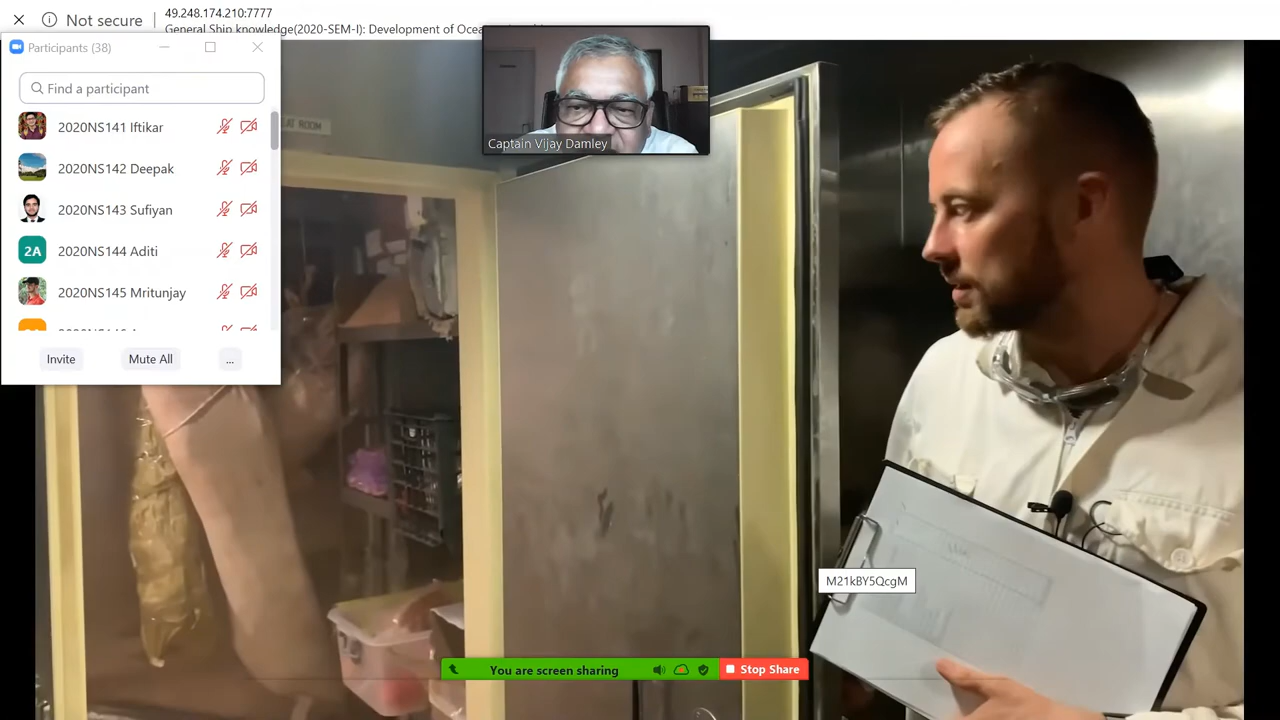 Not secure
49.248.174.210:7777
General Ship knowledge(2020-SEM-I): Development of Ocea
Participants (38)
Find a participant
2020NS141 Iftikar
2020NS142 Deepak
2020NS143 Sufiyan
2A
2020NS144 Aditi
2020NS145 Mritunjay
Invite
Mute All
...
ROOM
Captain Vijay Damley
M21kBY5QcgM
You are screen sharing
Stop Share